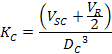 K_C = (V_SC + V_R/2) / D_C^3